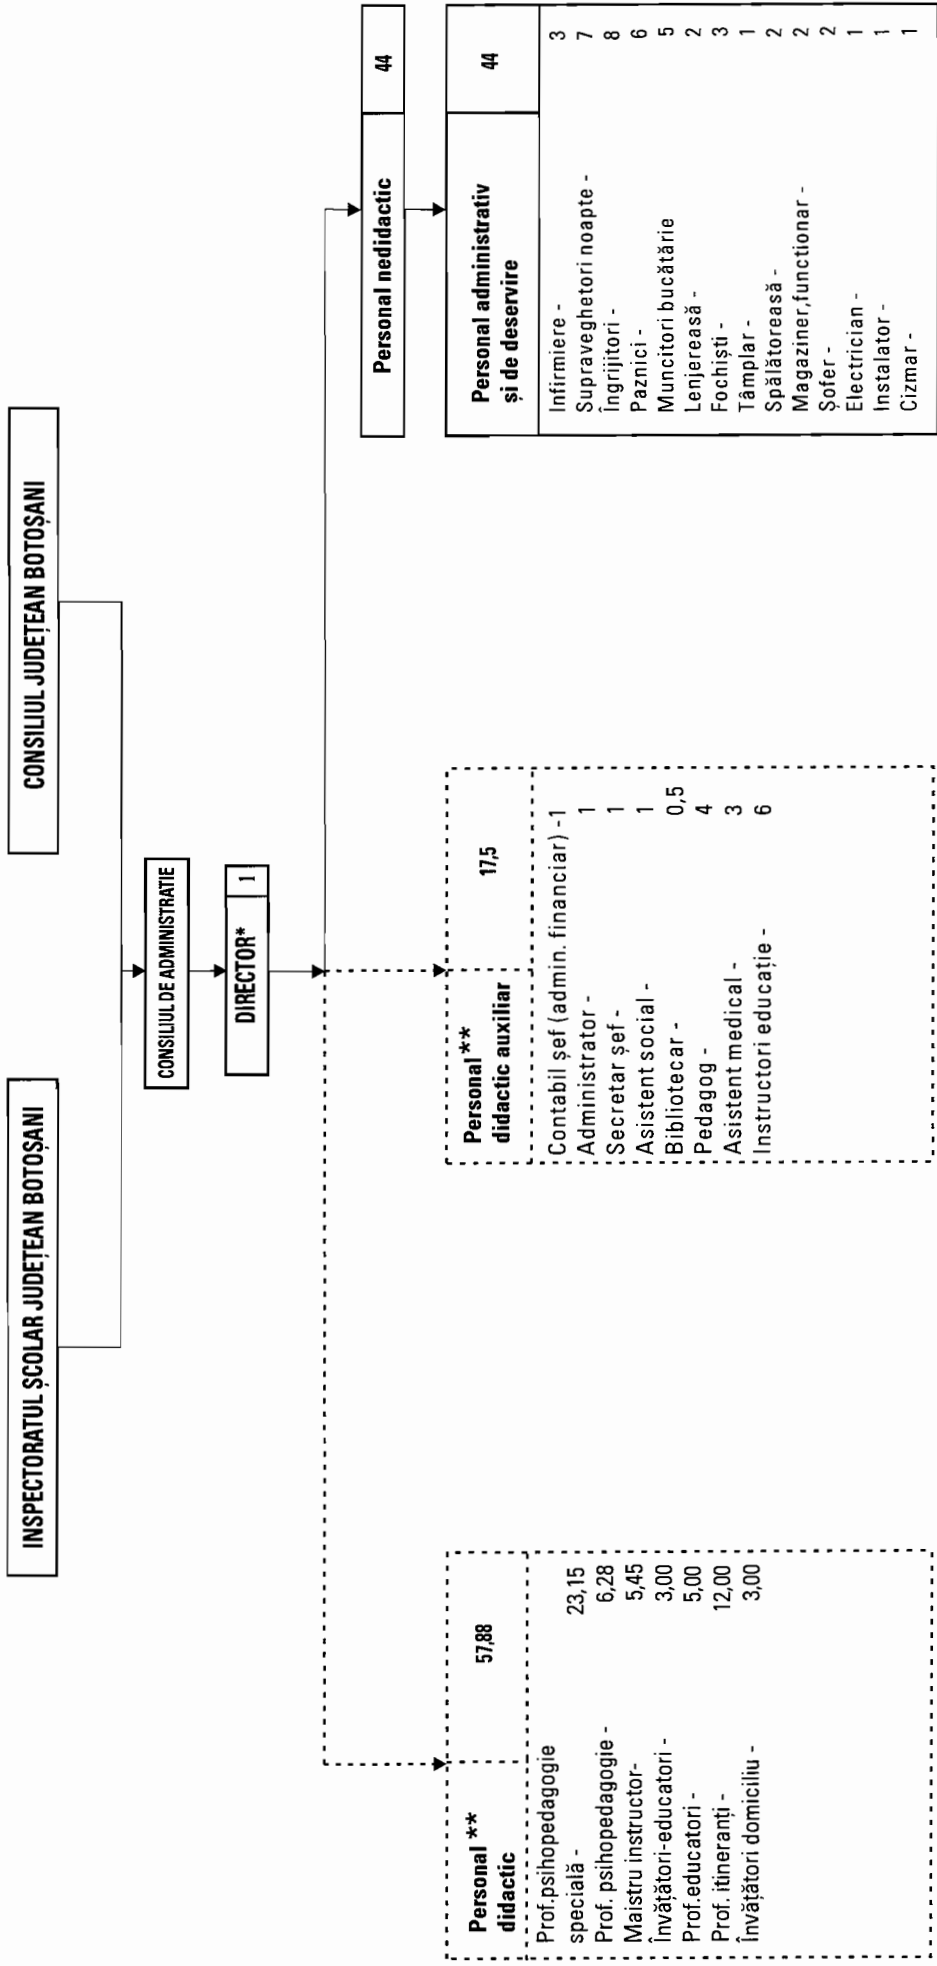 INSPECTORATUL ȘCOLAR JUDEȚEAN BOTOȘANI
CONSILIUL JUDEȚEAN BOTOȘANI
CONSILIUL DE ADMINISTRATIE
DIRECTOR* 1
Personal **
didactic
57,88
Prof.psihopedagogie
specială - 23,15
Prof. psihopedagogie - 6,28
Maistru instructor- 5,45
Învățători-educatori - 3,00
Prof.educatori - 5,00
Prof. itineranți - 12,00
Învățători domiciliu - 3,00
Personal **
didactic auxiliar
17,5
Contabil șef (admin. financiar) -1
Administrator - 1
Secretar șef - 1
Asistent social - 1
Bibliotecar - 0,5
Pedagog - 4
Asistent medical - 3
Instructori educație - 6
Personal nedidactic 44
Personal administrativ
și de deservire
44
Infirmiere - 3
Supraveghetori noapte - 7
Îngrijitori - 8
Paznici - 6
Muncitori bucătărie 5
Lenjereasă - 2
Fochiști - 3
Tâmplar - 1
Spălătoreasă - 2
Magaziner,functionar - 2
Șofer - 2
Electrician - 1
Instalator - 1
Cizmar - 1